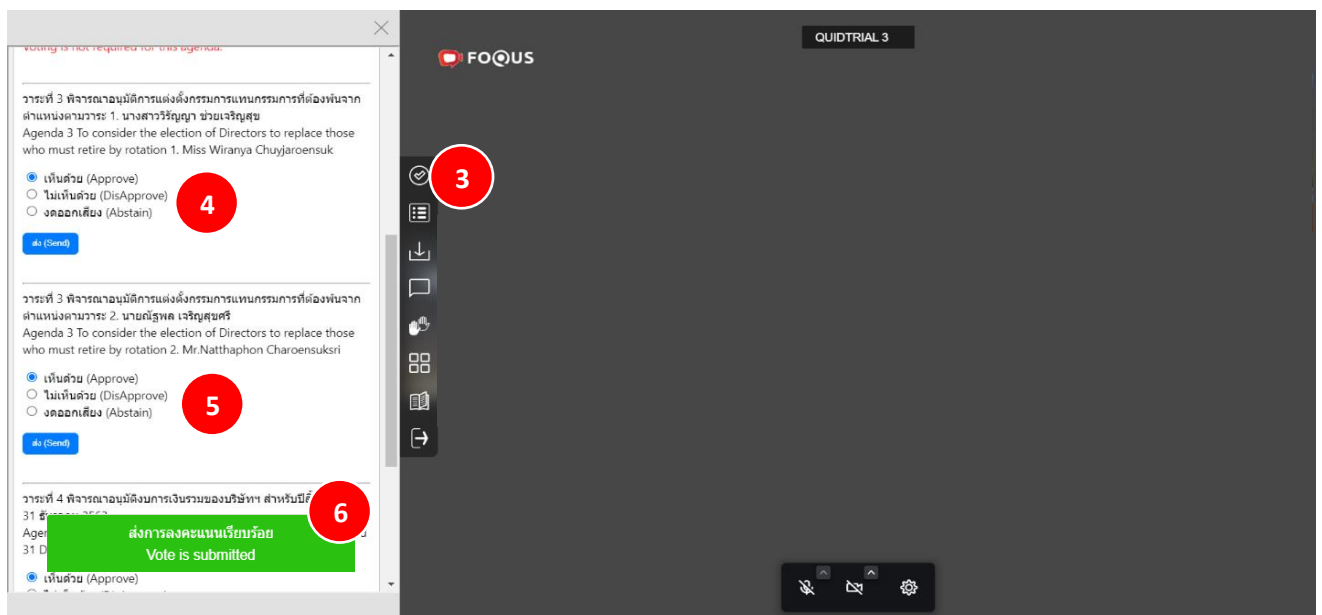 Voting is not required for this agenda.
วาระที่ 3 พิจารณาอนุมัติการแต่งตั้งกรรมการแทนกรรมการที่ต้องพ้นจาก
ตำแหน่งตามวาระ 1. นางสาววิรัญญา ช่วยเจริญสุข
Agenda 3 To consider the election of Directors to replace those
who must retire by rotation 1. Miss Wiranya Chuyjaroensuk
เห็นด้วย (Approve)
ไม่เห็นด้วย (DisApprove)
งดออกเสียง (Abstain)
4
ส่ง (Send)
วาระที่ 3 พิจารณาอนุมัติการแต่งตั้งกรรมการแทนกรรมการที่ต้องพ้นจาก
ตำแหน่งตามวาระ 2. นายณัฐพล เจริญสุขศรี
Agenda 3 To consider the election of Directors to replace those
who must retire by rotation 2. Mr.Natthaphon Charoensuksri
เห็นด้วย (Approve)
ไม่เห็นด้วย (DisApprove)
งดออกเสียง (Abstain)
5
ส่ง (Send)
วาระที่ 4 พิจารณาอนุมัติงบการเงินรวมของบริษัทฯ สำหรับปี
31
6
31 D
ส่งการลงคะแนนเรียบร้อย
Vote is submitted
เห็นด้วย (Approve)
FOQUS
QUIDTRIAL 3
3